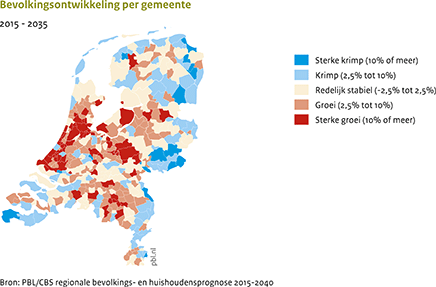 Bevolkingsontwikkeling per gemeente
2015 - 2035
Sterke krimp (10% of meer)
Krimp (2,5% tot 10%)
Redelijk stabiel (-2,5% tot 2,5%)
Groei (2,5% tot 10%)
Sterke groei (10% of meer)
pbl.nl
Bron: PBL/CBS regionale bevolkings- en huishoudensprognose 2015-2040